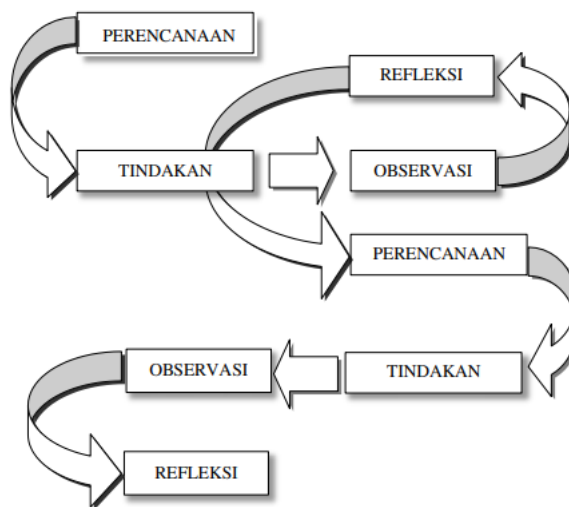 PERENCANAAN
REFLEKSI
TINDAKAN
OBSERVASI
PERENCANAAN
OBSERVASI
TINDAKAN
REFLEKSI